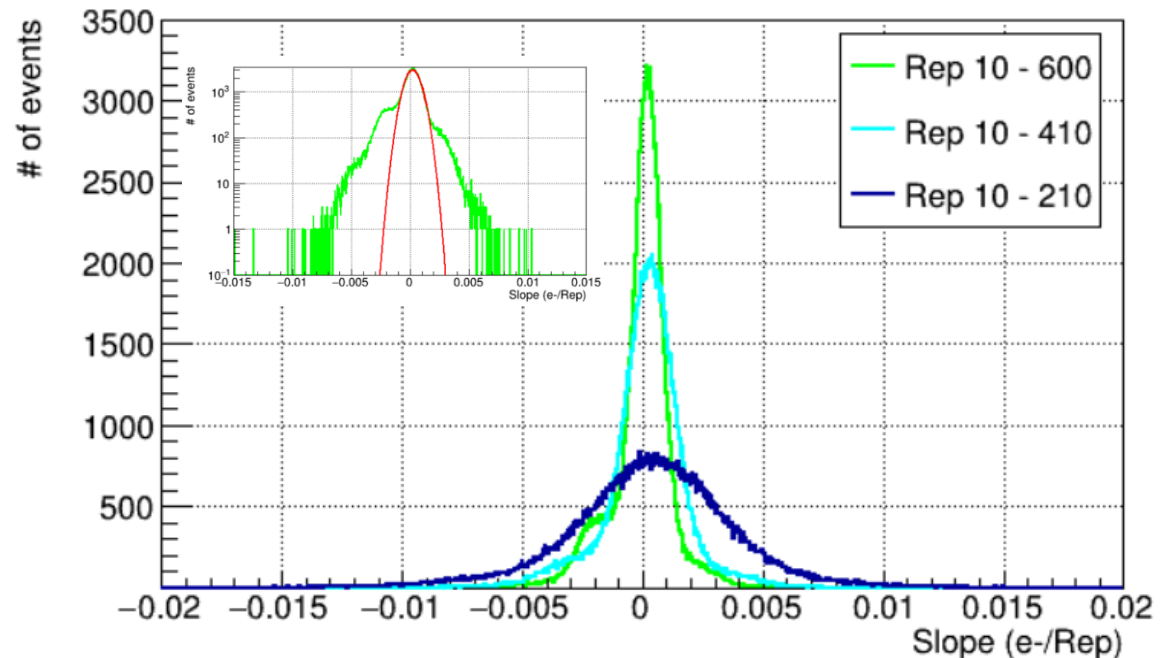 # of events
3500
3000
2500
2000
1500
1000
500
−0.02 −0.015 −0.01 −0.005 0 0.005 0.01 0.015 0.02
Slope (e-/Rep)
Rep 10 - 600
Rep 10 - 410
Rep 10 - 210
# of events
10³
10²
10
1
10⁻¹
−0.015 −0.01 −0.005 0 0.005 0.01 0.015
Slope (e-/Rep)